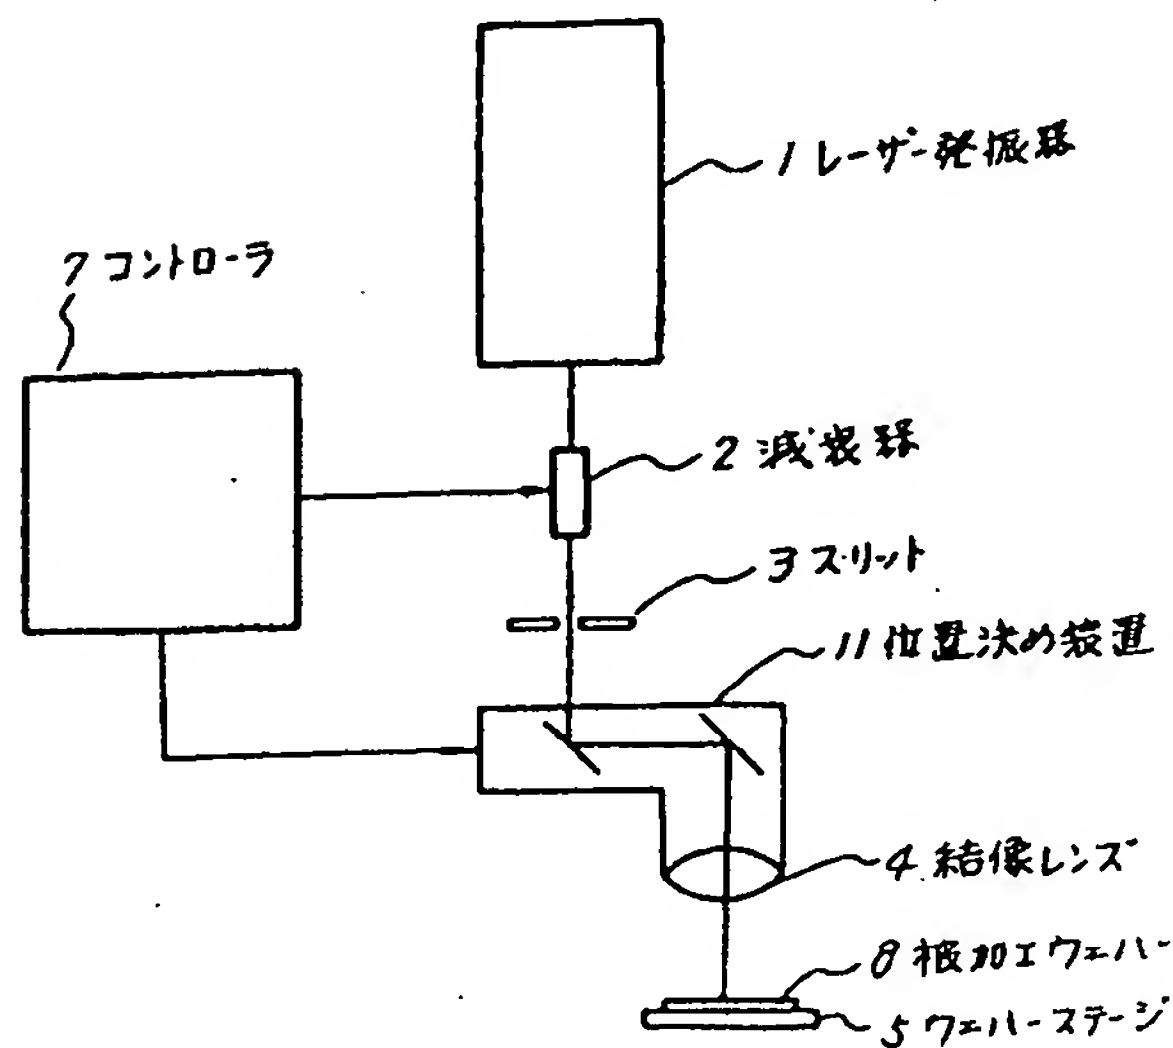 1 レーザー発振器
7 コントローラ
2 減衰器
3 スリット
11 位置決め装置
4 結像レンズ
8 被加工ウェハー
5 ウェハーステージ